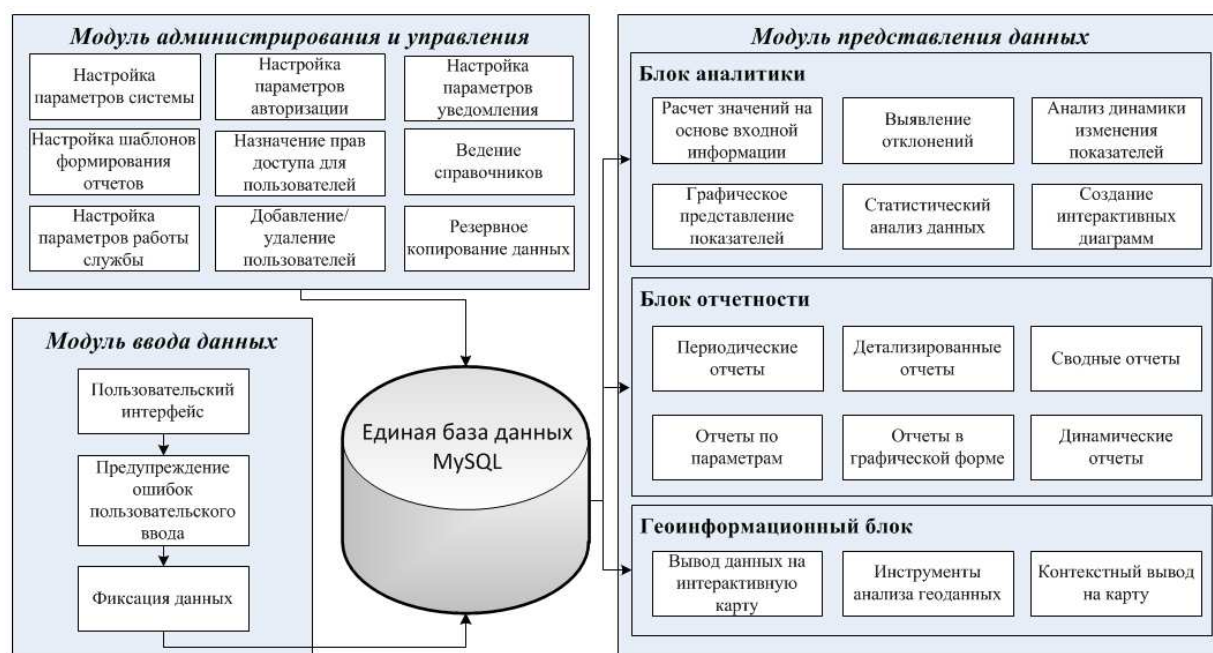 Модуль администрирования и управления
Настройка
параметров системы
Настройка
параметров
авторизации
Настройка
параметров
уведомления
Настройка шаблонов
формирования
отчетов
Назначение прав
доступа для
пользователей
Ведение
справочников
Настройка
параметров работы
службы
Добавление/
удаление
пользователей
Резервное
копирование данных
Модуль ввода данных
Пользовательский
интерфейс
Предупреждение
ошибок
пользовательского
ввода
Фиксация данных
Единая база данных
MySQL
Модуль представления данных
Блок аналитики
Расчет значений на
основе входной
информации
Выявление
отклонений
Анализ динамики
изменения
показателей
Графическое
представление
показателей
Статистический
анализ данных
Создание
интерактивных
диаграмм
Блок отчетности
Периодические
отчеты
Детализированные
отчеты
Сводные отчеты
Отчеты по
параметрам
Отчеты в
графической форме
Динамические
отчеты
Геоинформационный блок
Вывод данных на
интерактивную
карту
Инструменты
анализа геоданных
Контекстный вывод
на карту